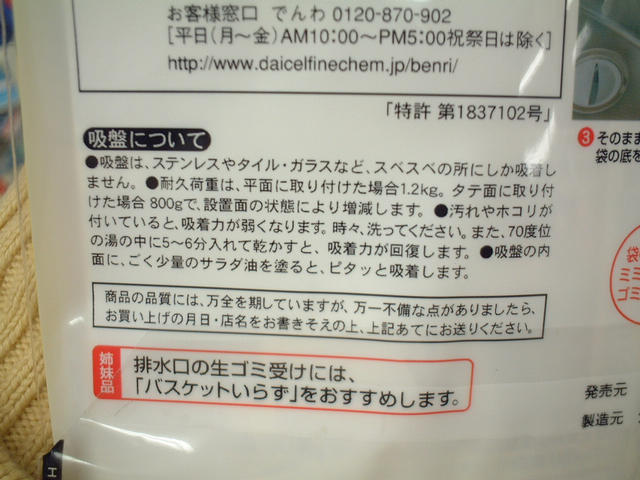 お客様窓口 でんわ 0120-870-902
[平日(月〜金)AM10:00〜PM5:00祝祭日は除く]
http://www.daicelfinechem.jp/benri/
「特許 第1837102号」
吸盤について
●吸盤は、ステンレスやタイル・ガラスなど、スベスベの所にしか吸着し
ません。●耐久荷重は、平面に取り付けた場合1.2kg。タテ面に取り付
けた場合 800gで、設置面の状態により増減します。●汚れやホコリが
付いていると、吸着力が弱くなります。時々、洗ってください。また、70度位
の湯の中に5〜6分入れて乾かすと、吸着力が回復します。●吸盤の内
面に、ごく少量のサラダ油を塗ると、ピタッと吸着します。
商品の品質には、万全を期していますが、万一不備な点がありましたら、
お買い上げの月日・店名をお書きそえの上、上記あてにお送りください。
姉妹品
排水口の生ゴミ受けには、
「バスケットいらず」をおすすめします。
3 そのまま
袋の底を
袋
ミミ
ゴミ
発売元
製造元